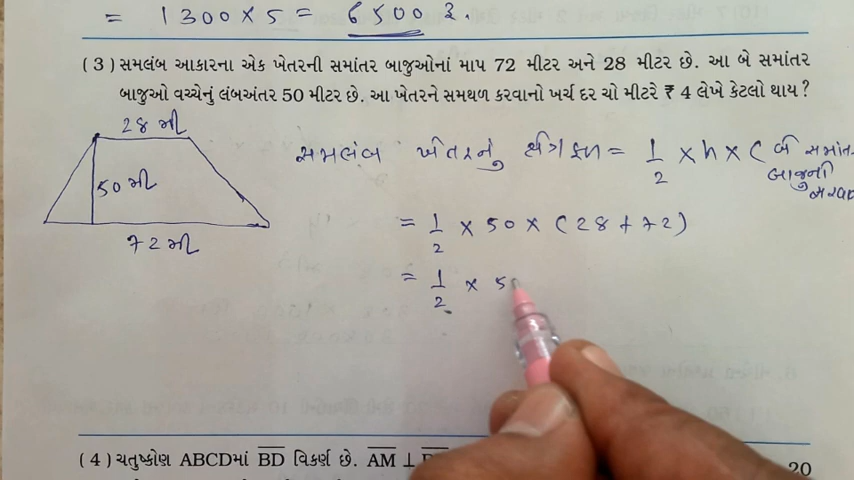 = 1300 × 5 = 6500 રૂ.
(3) સમલંબ આકારના એક ખેતરની સમાંતર બાજુઓનાં માપ 72 મીટર અને 28 મીટર છે. આ બે સમાંતર
બાજુઓ વચ્ચેનું લંબઅંતર 50 મીટર છે. આ ખેતરને સમથળ કરવાનો ખર્ચ દર ચો મીટરે ₹ 4 લેખે કેટલો થાય?
28 મી
50 મી
72 મી
સમલંબ ખેતરનું ક્ષેત્રફળ = 1/2 × h × (બે સમાંત
બાજુની
= 1/2 × 50 × (28 + 72)
= 1/2 × 5
(4) ચતુષ્કોણ ABCDમાં BD વિકર્ણ છે. AM ⊥
20